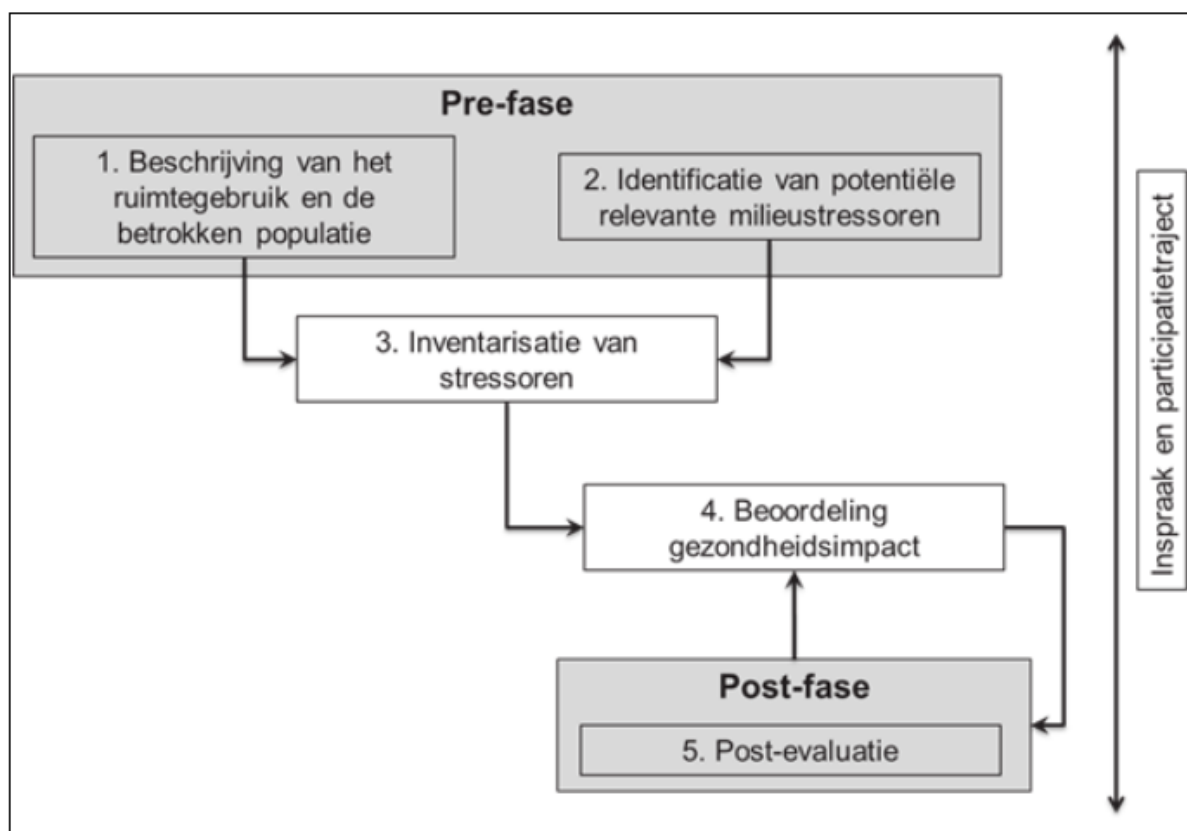 Pre-fase
1. Beschrijving van het
ruimtegebruik en de
betrokken populatie
2. Identificatie van potentiële
relevante milieustressoren
3. Inventarisatie van
stressoren
4. Beoordeling
gezondheidsimpact
Post-fase
5. Post-evaluatie
Inspraak en participatietraject